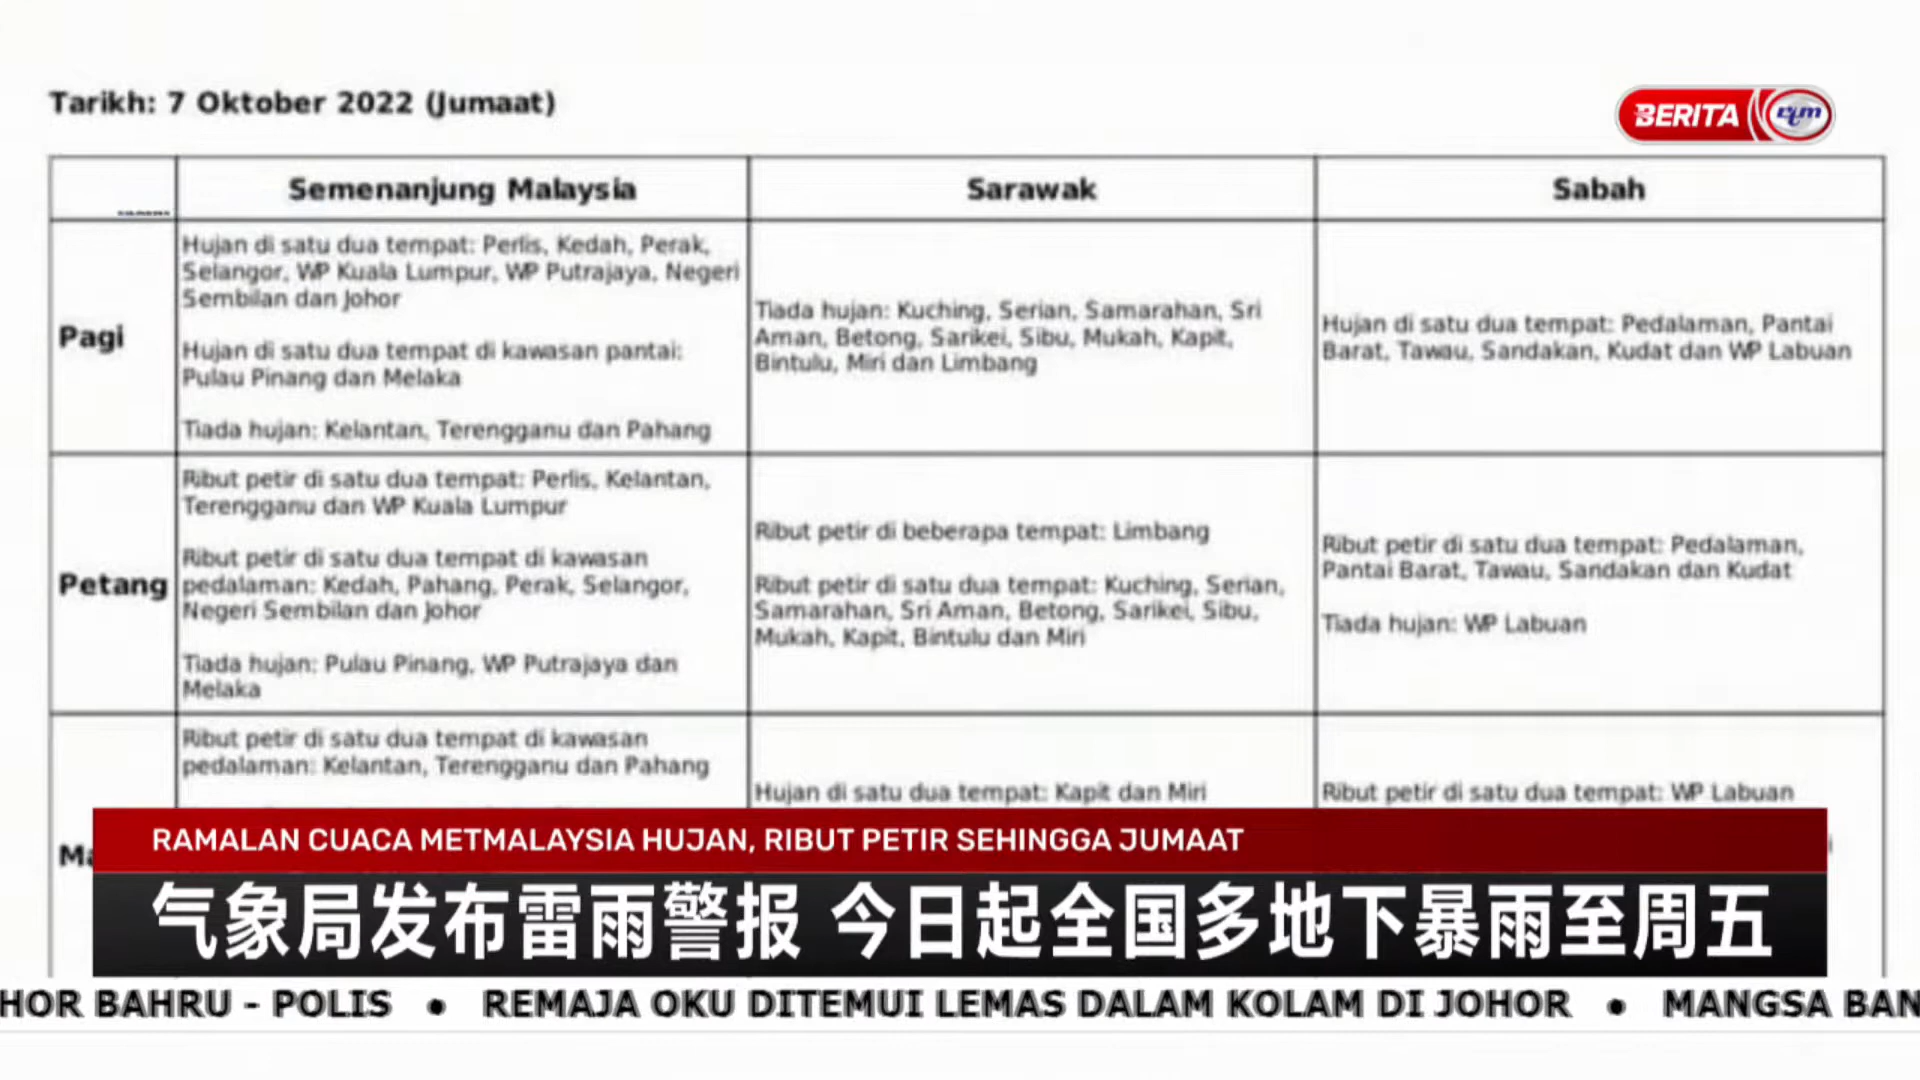 Tarikh: 7 Oktober 2022 (Jumaat)
BERITA rtm
Semenanjung Malaysia
Sarawak
Sabah
Pagi
Hujan di satu dua tempat: Perlis, Kedah, Perak,
Selangor, WP Kuala Lumpur, WP Putrajaya, Negeri
Sembilan dan Johor
Hujan di satu dua tempat di kawasan pantai:
Pulau Pinang dan Melaka
Tiada hujan: Kelantan, Terengganu dan Pahang
Tiada hujan: Kuching, Serian, Samarahan, Sri
Aman, Betong, Sarikei, Sibu, Mukah, Kapit,
Bintulu, Miri dan Limbang
Hujan di satu dua tempat: Pedalaman, Pantai
Barat, Tawau, Sandakan, Kudat dan WP Labuan
Petang
Ribut petir di satu dua tempat: Perlis, Kelantan,
Terengganu dan WP Kuala Lumpur
Ribut petir di satu dua tempat di kawasan
pedalaman: Kedah, Pahang, Perak, Selangor,
Negeri Sembilan dan Johor
Tiada hujan: Pulau Pinang, WP Putrajaya dan
Melaka
Ribut petir di beberapa tempat: Limbang
Ribut petir di satu dua tempat: Kuching, Serian,
Samarahan, Sri Aman, Betong, Sarikei, Sibu,
Mukah, Kapit, Bintulu dan Miri
Ribut petir di satu dua tempat: Pedalaman,
Pantai Barat, Tawau, Sandakan dan Kudat
Tiada hujan: WP Labuan
Ma
Ribut petir di satu dua tempat di kawasan
pedalaman: Kelantan, Terengganu dan Pahang
Hujan di satu dua tempat: Kapit dan Miri
Ribut petir di satu dua tempat: WP Labuan
RAMALAN CUACA METMALAYSIA HUJAN, RIBUT PETIR SEHINGGA JUMAAT
气象局发布雷雨警报 今日起全国多地下暴雨至周五
HOR BAHRU - POLIS • REMAJA OKU DITEMUI LEMAS DALAM KOLAM DI JOHOR • MANGSA BAN